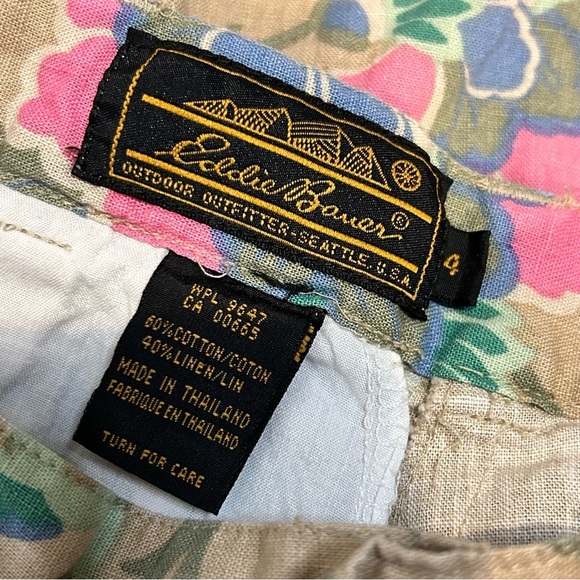 Eddie Bauer ©
OUTDOOR OUTFITTER-SEATTLE, U.S.A.
4
WPL 9647
CA 00665
60% COTTON/COTON
40% LINEN/LIN
MADE IN THAILAND
FABRIQUE EN THAILANDE
TURN FOR CARE